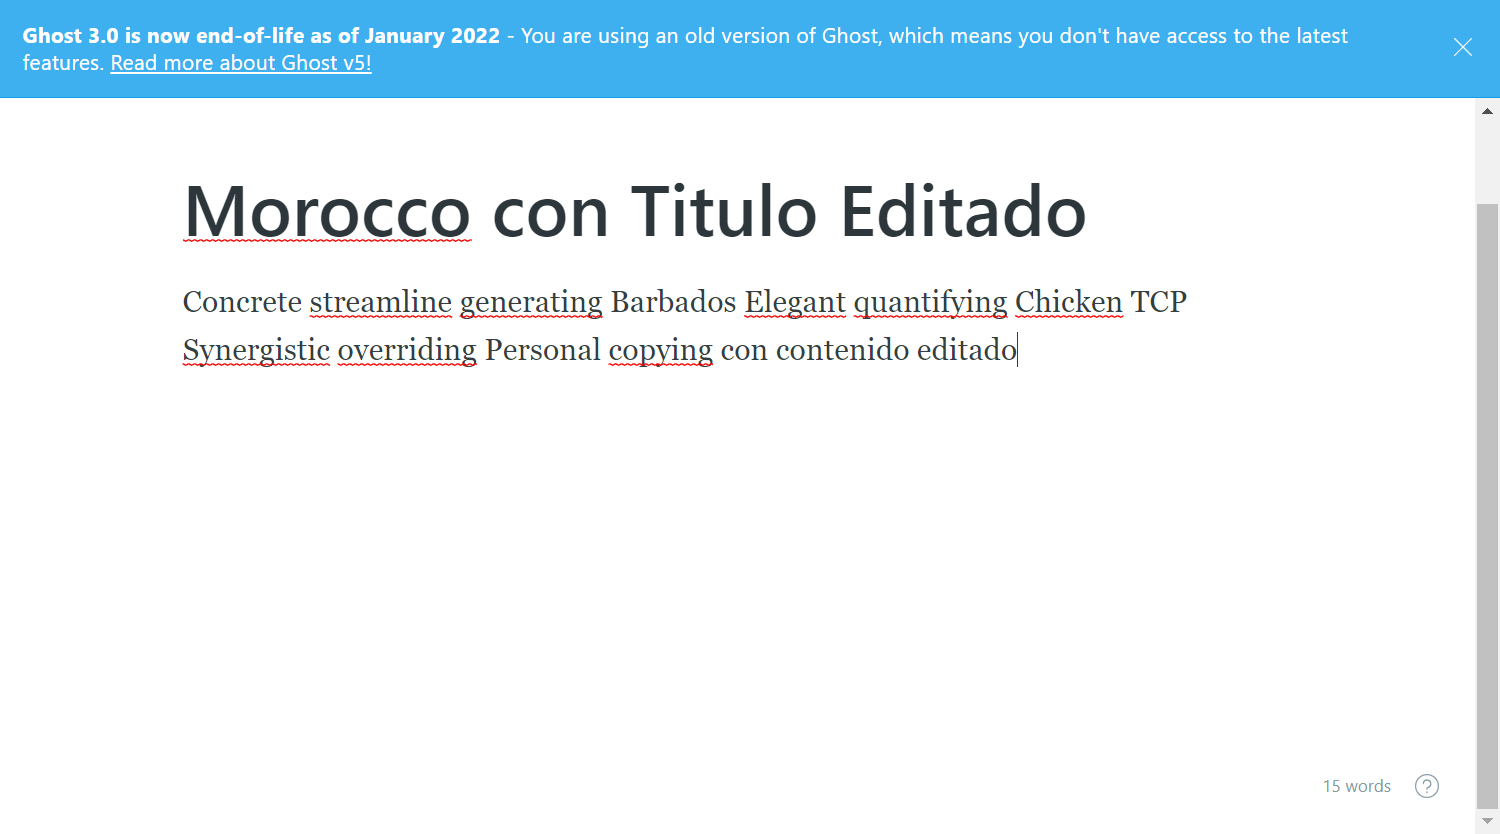 Ghost 3.0 is now end-of-life as of January 2022 - You are using an old version of Ghost, which means you don't have access to the latest
features. Read more about Ghost v5!
Morocco con Titulo Editado
Concrete streamline generating Barbados Elegant quantifying Chicken TCP
Synergistic overriding Personal copying con contenido editado
15 words
?